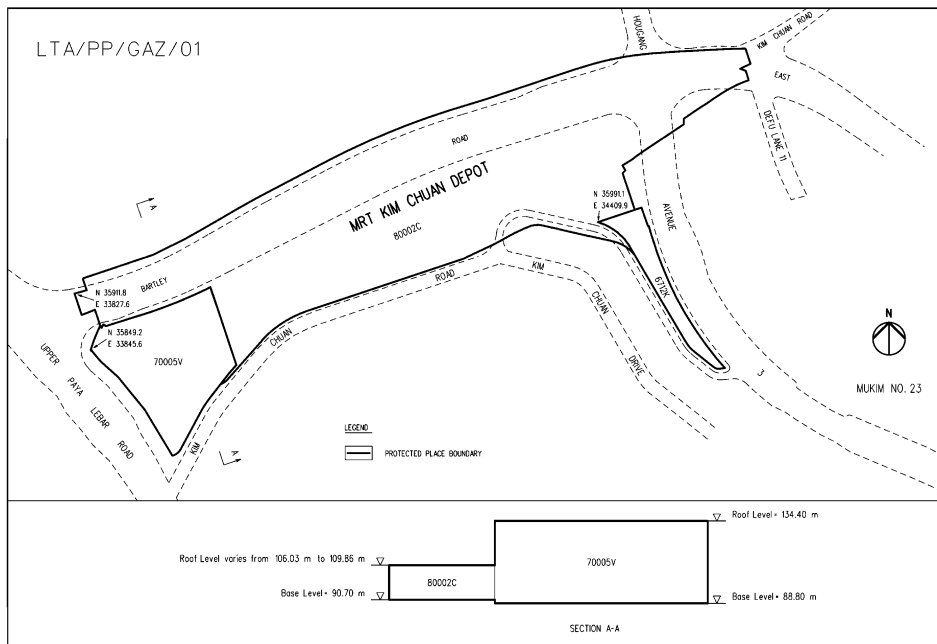 LTA/PP/GAZ/01
HOUGANG
KIM CHUAN ROAD
EAST
DEFU LANE 11
ROAD
MRT KIM CHUAN DEPOT
80002C
N 35991.1
E 34409.9
AVENUE
A
BARTLEY
ROAD
KIM
6712K
N 35911.8
E 33827.6
CHUAN
N 35849.2
E 33845.6
CHUAN
N
70005V
UPPER
PAYA
LEBAR
ROAD
DRIVE
3
MUKIM NO. 23
KIM
A
LEGEND
PROTECTED PLACE BOUNDARY
Roof Level= 134.40 m
Roof Level varies from 106.03 m to 109.86 m
70005V
80002C
Base Level= 90.70 m
Base Level= 88.80 m
SECTION A-A